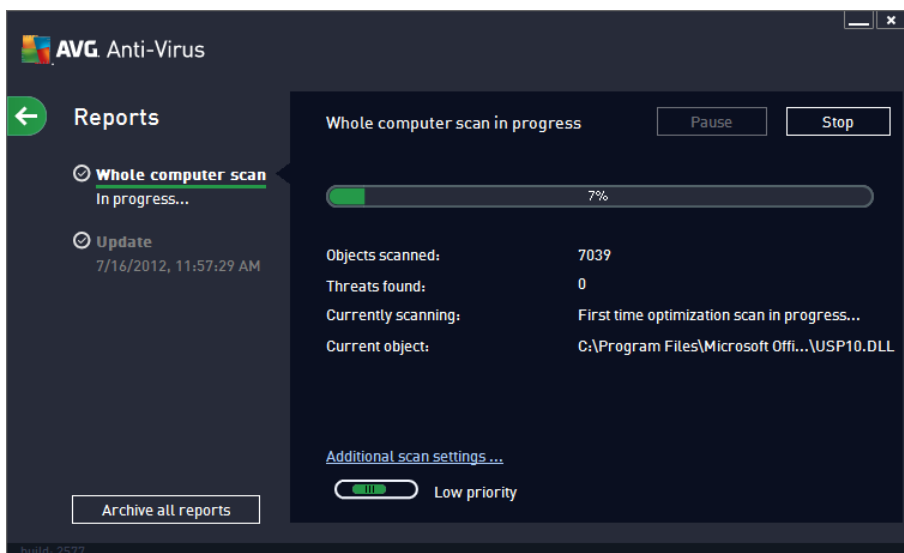 AVG. Anti-Virus
Reports
Whole computer scan
In progress...
Update
7/16/2012, 11:57:29 AM
Archive all reports
Whole computer scan in progress
Pause
Stop
7%
Objects scanned: 7039
Threats found: 0
Currently scanning: First time optimization scan in progress...
Current object: C:\Program Files\Microsoft Offi...\USP10.DLL
Additional scan settings ...
Low priority
build: 2577